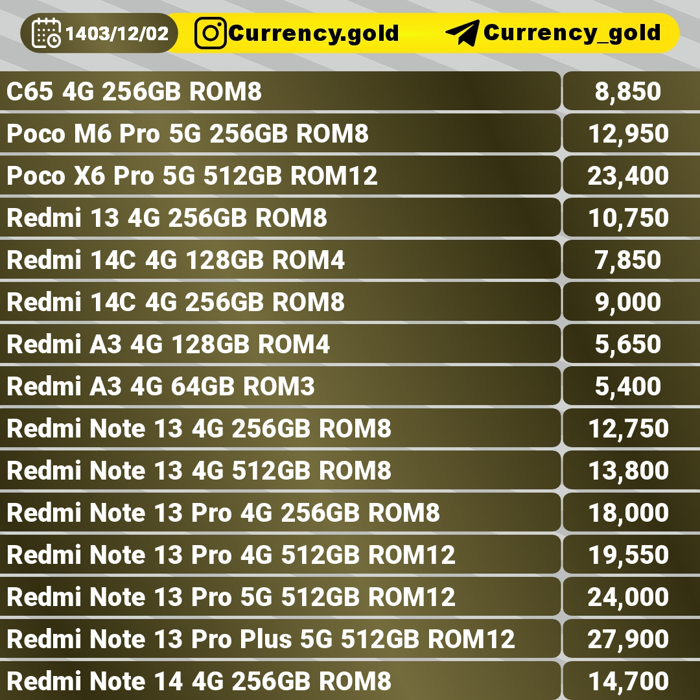 1403/12/02 Currency.gold Currency_gold
C65 4G 256GB ROM8 8,850
Poco M6 Pro 5G 256GB ROM8 12,950
Poco X6 Pro 5G 512GB ROM12 23,400
Redmi 13 4G 256GB ROM8 10,750
Redmi 14C 4G 128GB ROM4 7,850
Redmi 14C 4G 256GB ROM8 9,000
Redmi A3 4G 128GB ROM4 5,650
Redmi A3 4G 64GB ROM3 5,400
Redmi Note 13 4G 256GB ROM8 12,750
Redmi Note 13 4G 512GB ROM8 13,800
Redmi Note 13 Pro 4G 256GB ROM8 18,000
Redmi Note 13 Pro 4G 512GB ROM12 19,550
Redmi Note 13 Pro 5G 512GB ROM12 24,000
Redmi Note 13 Pro Plus 5G 512GB ROM12 27,900
Redmi Note 14 4G 256GB ROM8 14,700